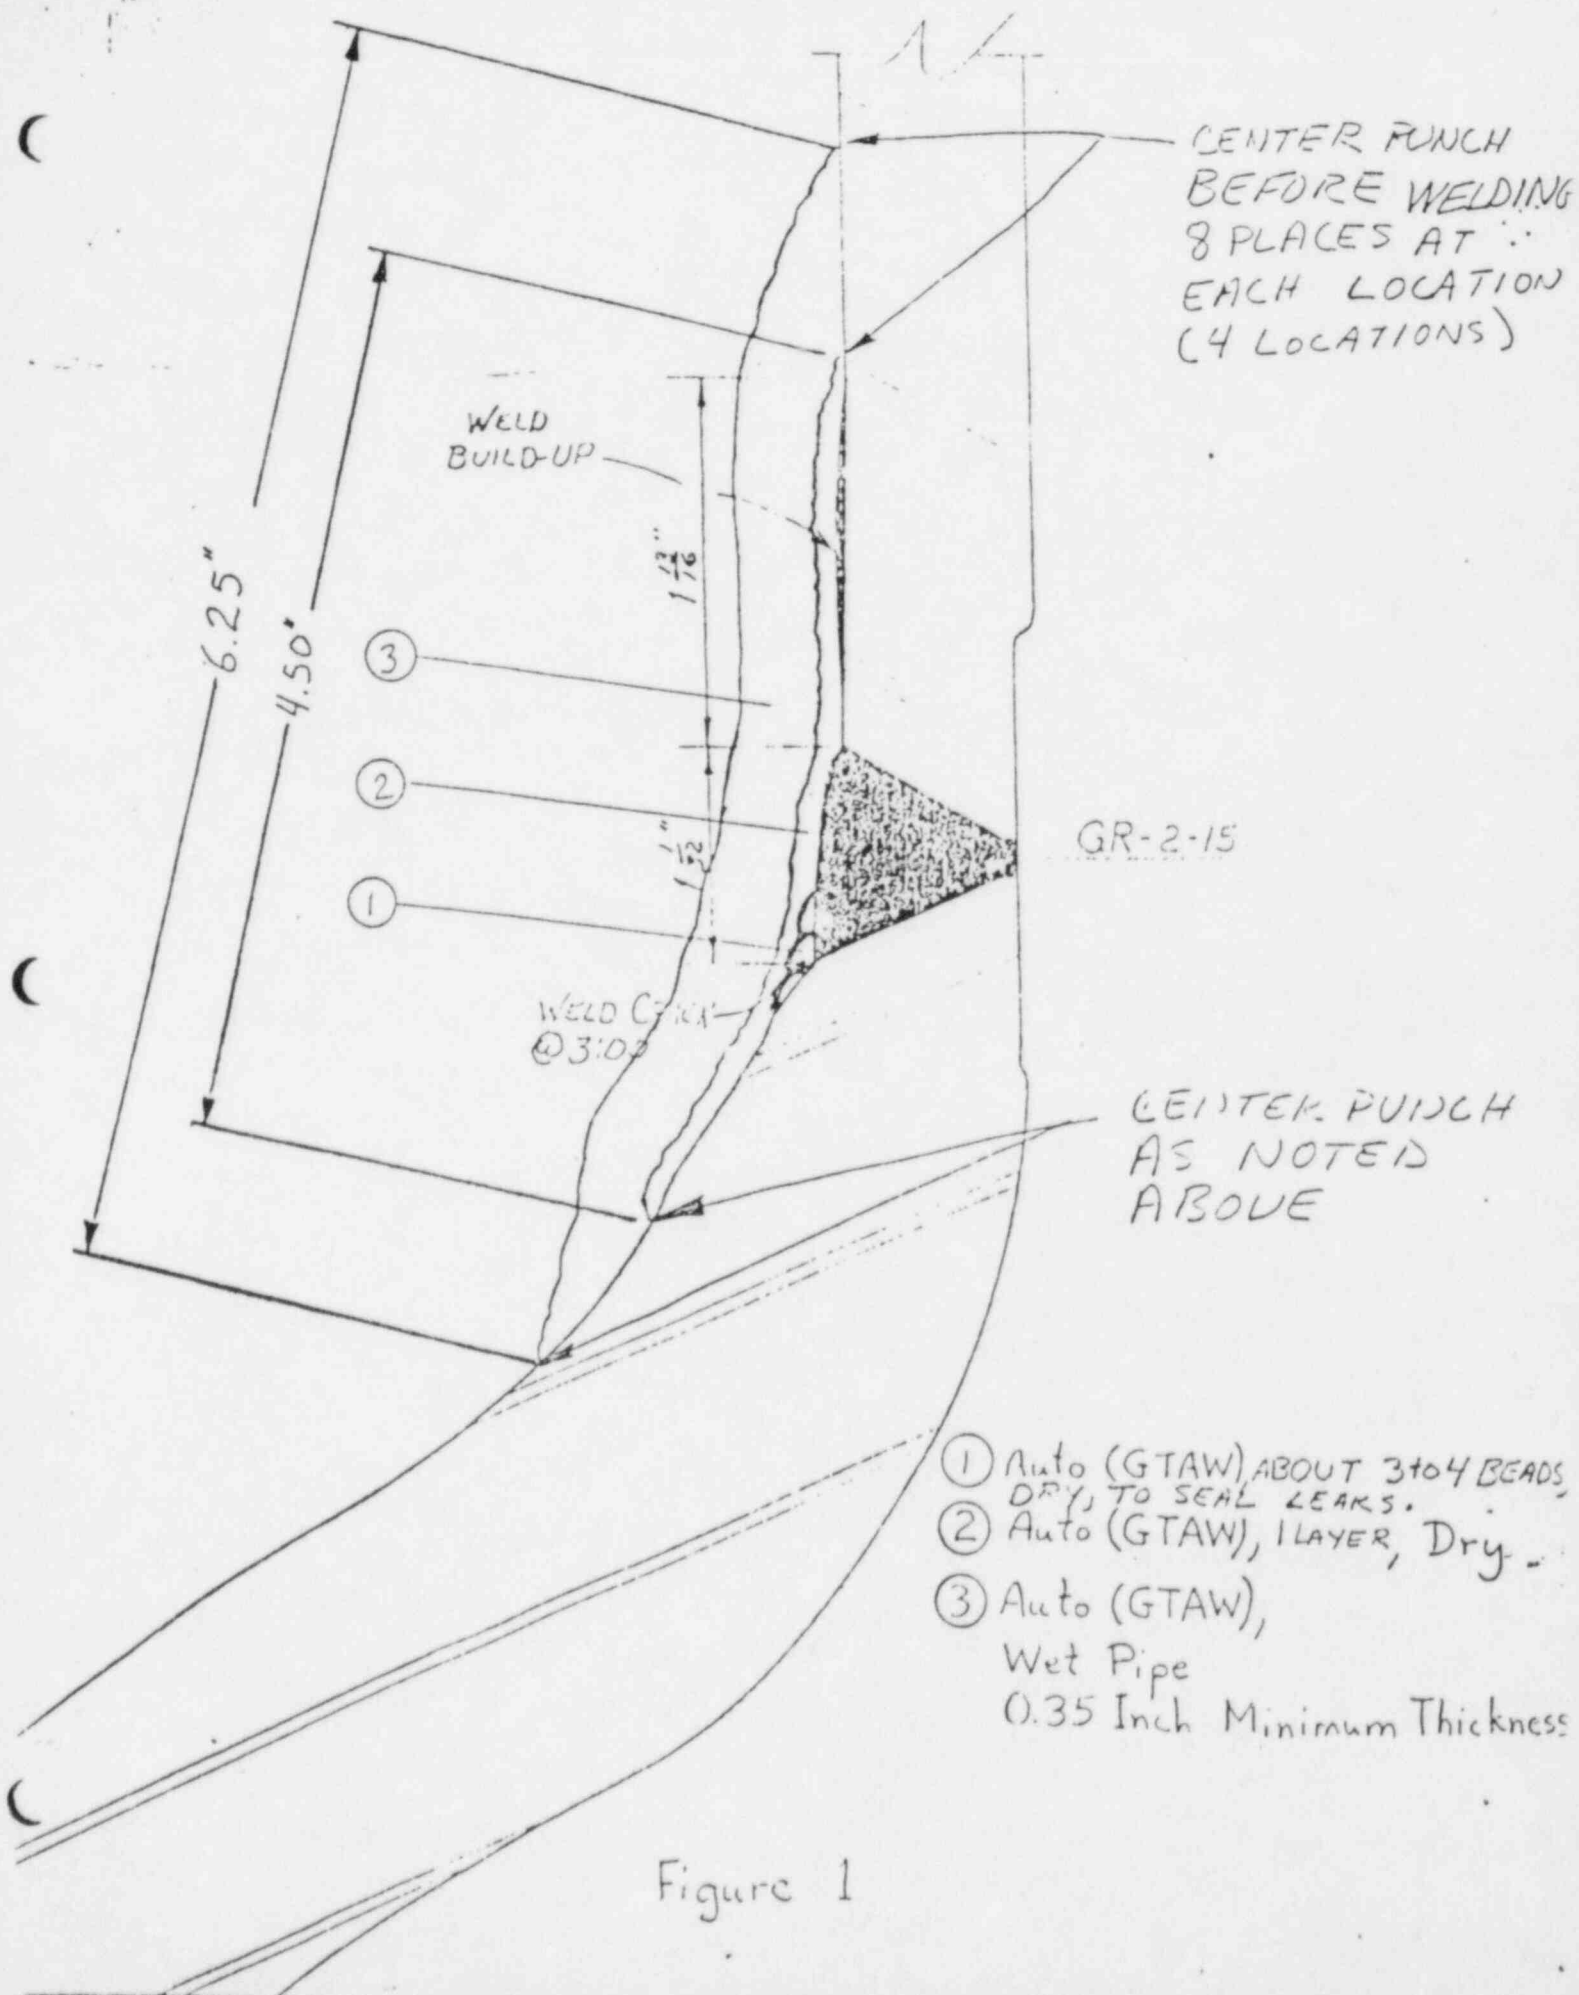 CENTER PUNCH
BEFORE WELDING
8 PLACES AT
EACH LOCATION
(4 LOCATIONS)
WELD
BUILD-UP
6.25"
4.50"
1 13/16"
③
②
1 1/32"
①
GR-2-15
WELD
@ 3:00
CENTER PUNCH
AS NOTED
ABOVE
① Auto (GTAW), ABOUT 3 to 4 BEADS,
DRY, TO SEAL LEAKS.
② Auto (GTAW), 1 LAYER, Dry.
③ Auto (GTAW),
Wet Pipe
0.35 Inch Minimum Thickness
Figure 1